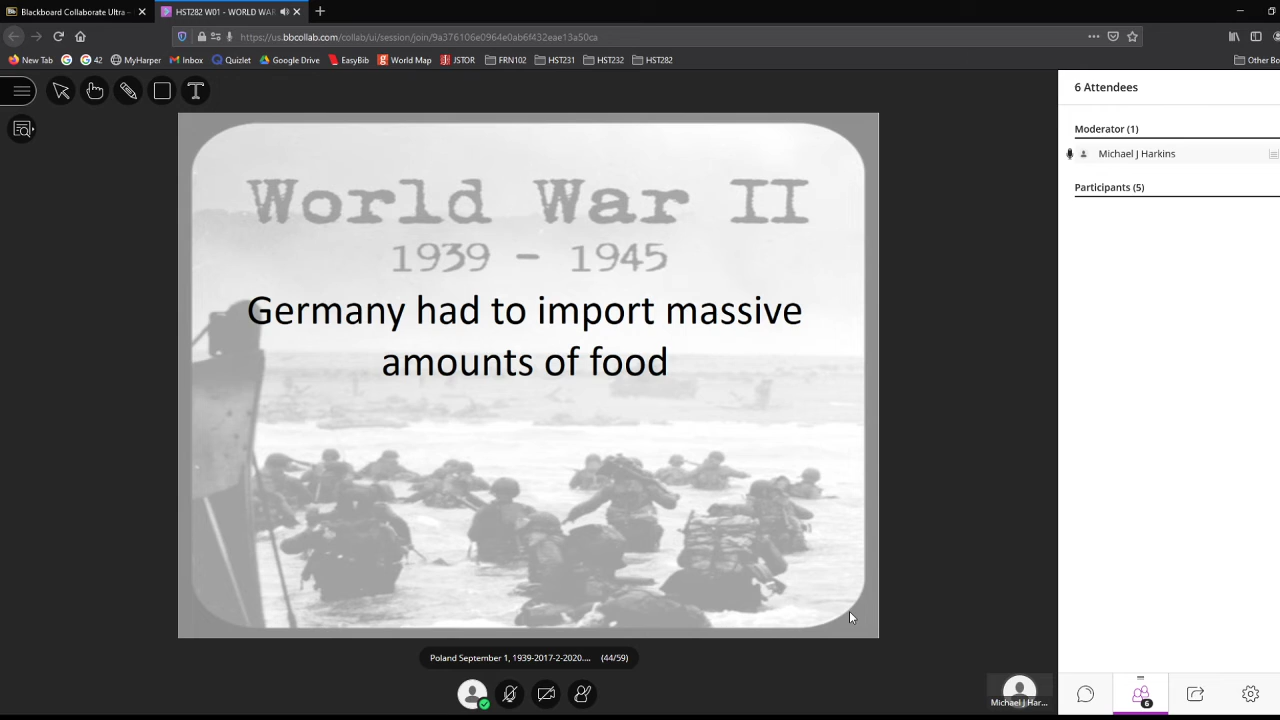 Blackboard Collaborate Ultra –
HST282 W01 - WORLD WAR
https://us.bbcollab.com/collab/ui/session/join/9a376106e0964e0ab6f432eae13a50ca
New Tab
G
42
MyHarper
Inbox
Quizlet
Google Drive
EasyBib
World Map
JSTOR
FRN102
HST231
HST232
HST282
Other Bo
6 Attendees
Moderator (1)
Michael J Harkins
Participants (5)
World War II
1939 - 1945
Germany had to import massive
amounts of food
Poland September 1, 1939-2017-2-2020.... (44/59)
Michael J Har...
6